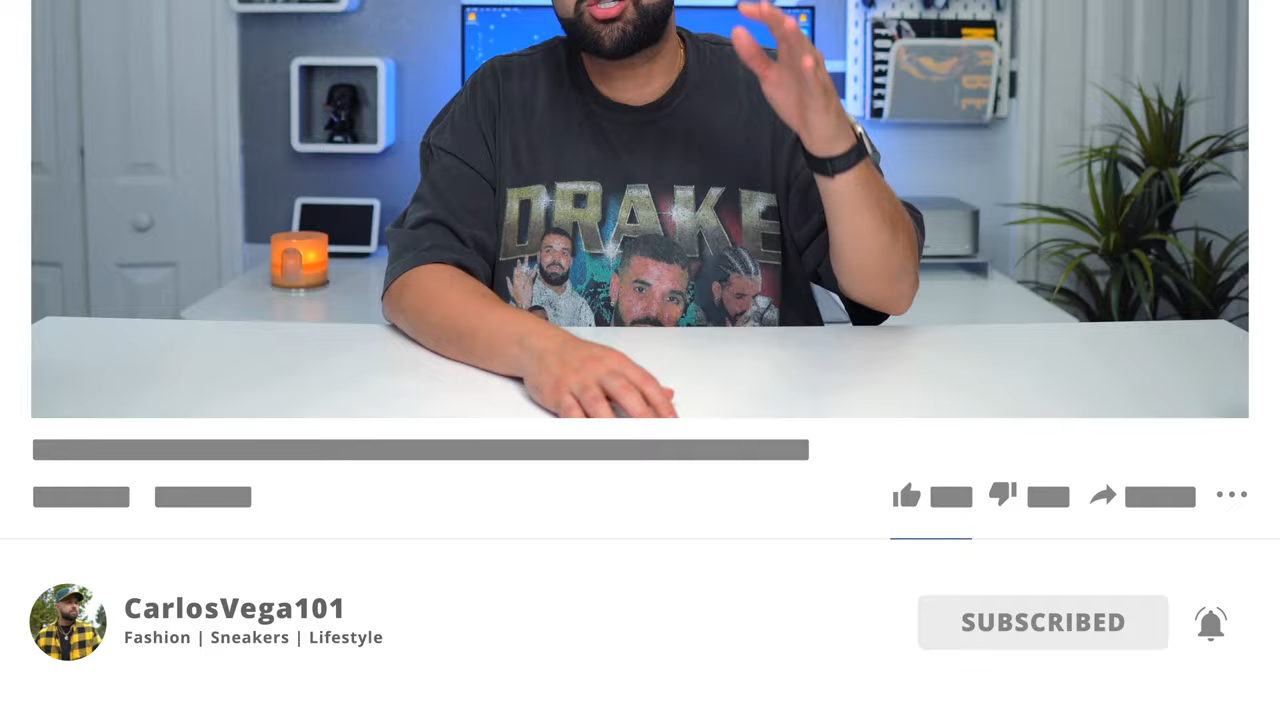 DRAKE
CarlosVega101
Fashion | Sneakers | Lifestyle
SUBSCRIBED